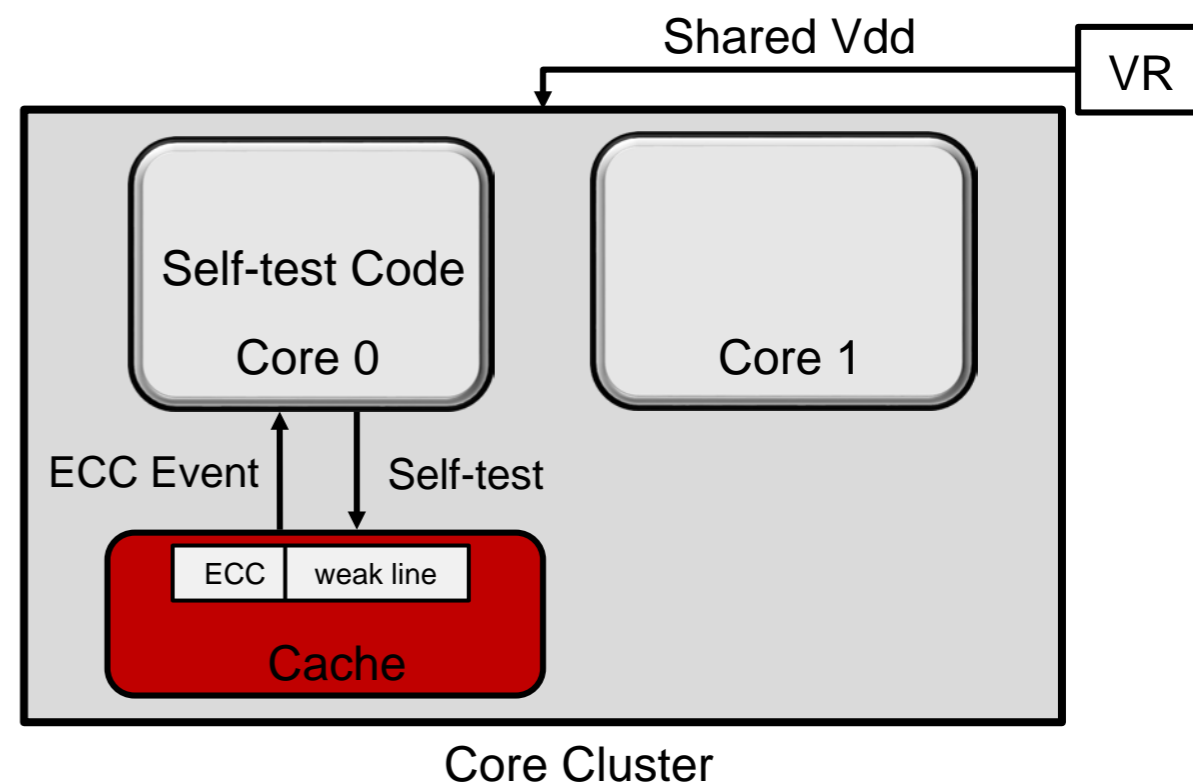 Shared Vdd
VR
Self-test Code
Core 0
Core 1
ECC Event
Self-test
ECC
weak line
Cache
Core Cluster